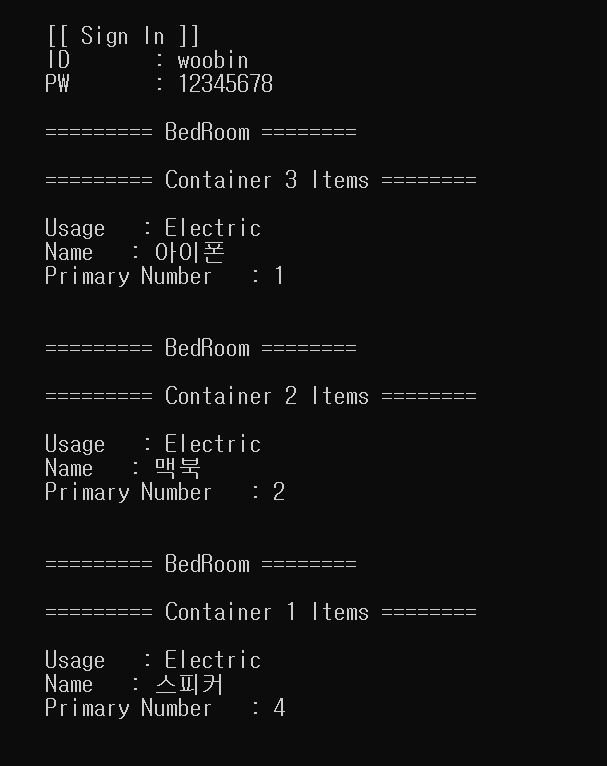 [[ Sign In ]]
ID : woobin
PW : 12345678
========= BedRoom ========
========= Container 3 Items ========
Usage : Electric
Name : 아이폰
Primary Number : 1
========= BedRoom ========
========= Container 2 Items ========
Usage : Electric
Name : 맥북
Primary Number : 2
========= BedRoom ========
========= Container 1 Items ========
Usage : Electric
Name : 스피커
Primary Number : 4